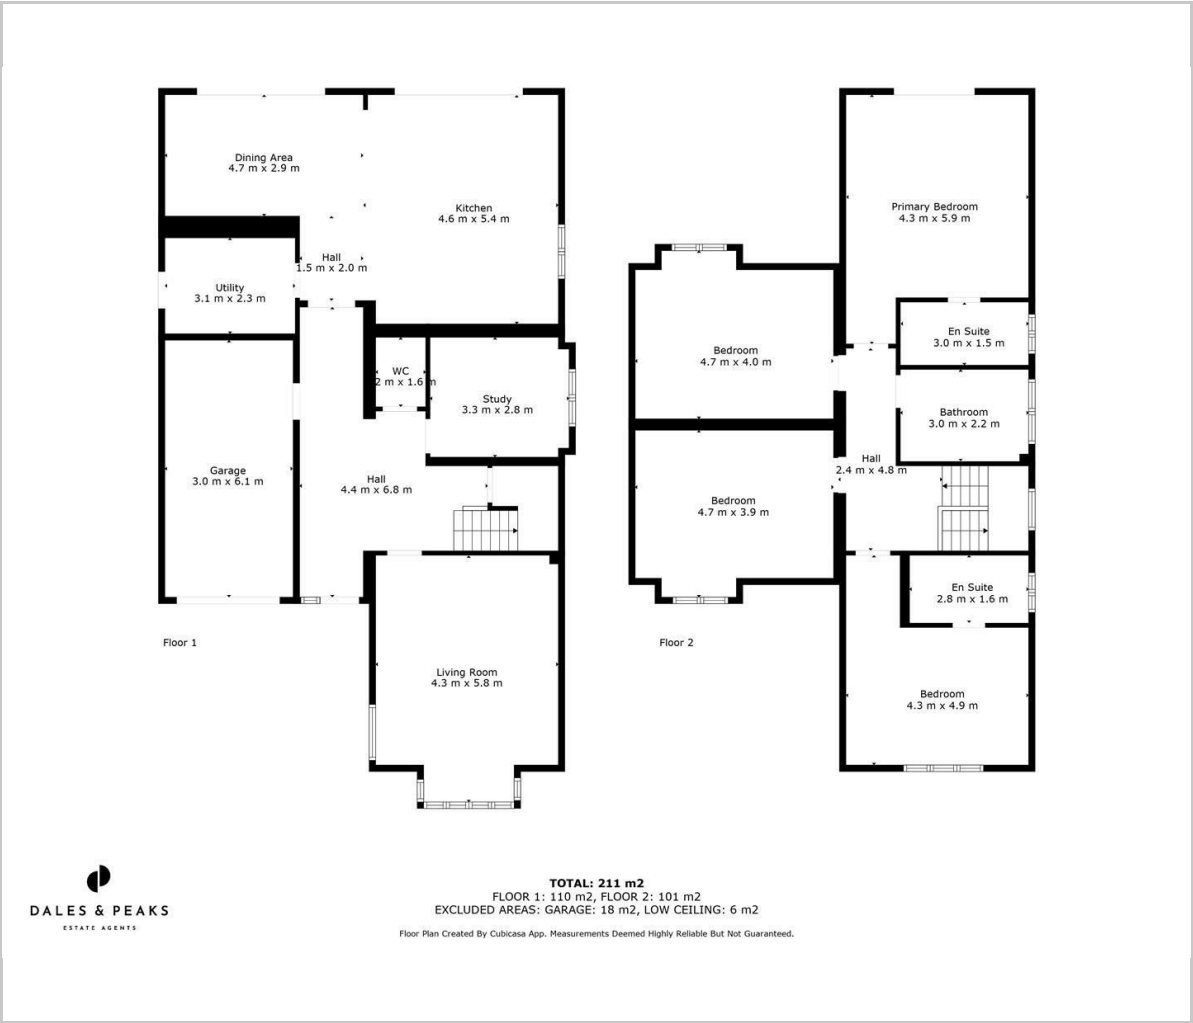 Dining Area
4.7 m x 2.9 m
Kitchen
4.6 m x 5.4 m
Hall
1.5 m x 2.0 m
Utility
3.1 m x 2.3 m
WC
2 m x 1.6 m
Study
3.3 m x 2.8 m
Garage
3.0 m x 6.1 m
Hall
4.4 m x 6.8 m
Living Room
4.3 m x 5.8 m
Floor 1
Primary Bedroom
4.3 m x 5.9 m
En Suite
3.0 m x 1.5 m
Bedroom
4.7 m x 4.0 m
Bathroom
3.0 m x 2.2 m
Hall
2.4 m x 4.8 m
Bedroom
4.7 m x 3.9 m
En Suite
2.8 m x 1.6 m
Bedroom
4.3 m x 4.9 m
Floor 2
DALES & PEAKS
ESTATE AGENTS
TOTAL: 211 m2
FLOOR 1: 110 m2, FLOOR 2: 101 m2
EXCLUDED AREAS: GARAGE: 18 m2, LOW CEILING: 6 m2
Floor Plan Created By Cubicasa App. Measurements Deemed Highly Reliable But Not Guaranteed.